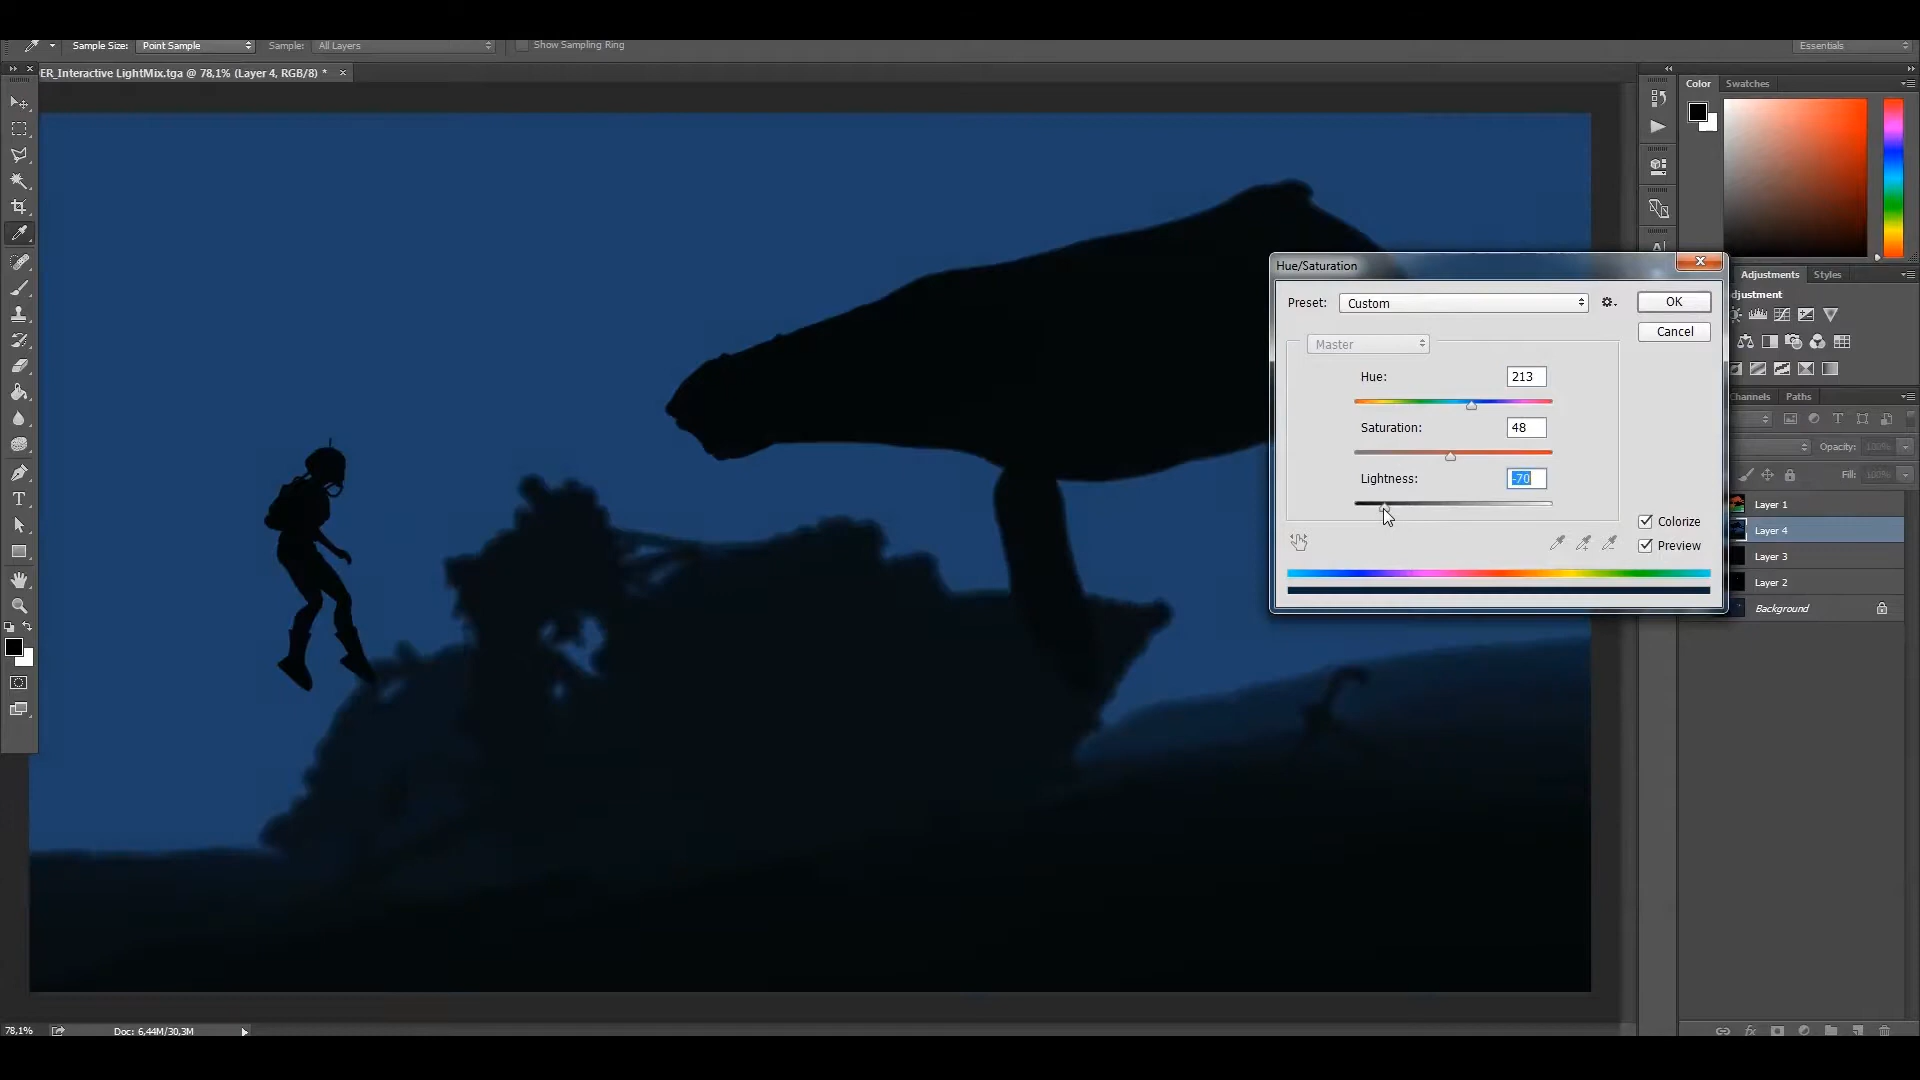 Sample Size: Point Sample Sample: All Layers Show Sampling Ring Essentials
ER_Interactive LightMix.tga @ 78,1% (Layer 4, RGB/8) *
Color Swatches
Hue/Saturation
Preset: Custom OK
Cancel
Master
Hue: 213
Saturation: 48
Lightness: -70
Colorize
Preview
Adjustments Styles
djustment
hannels Paths
Opacity: 100%
Fill: 100%
Layer 1
Layer 4
Layer 3
Layer 2
Background
78,1% Doc: 6,44M/30,3M